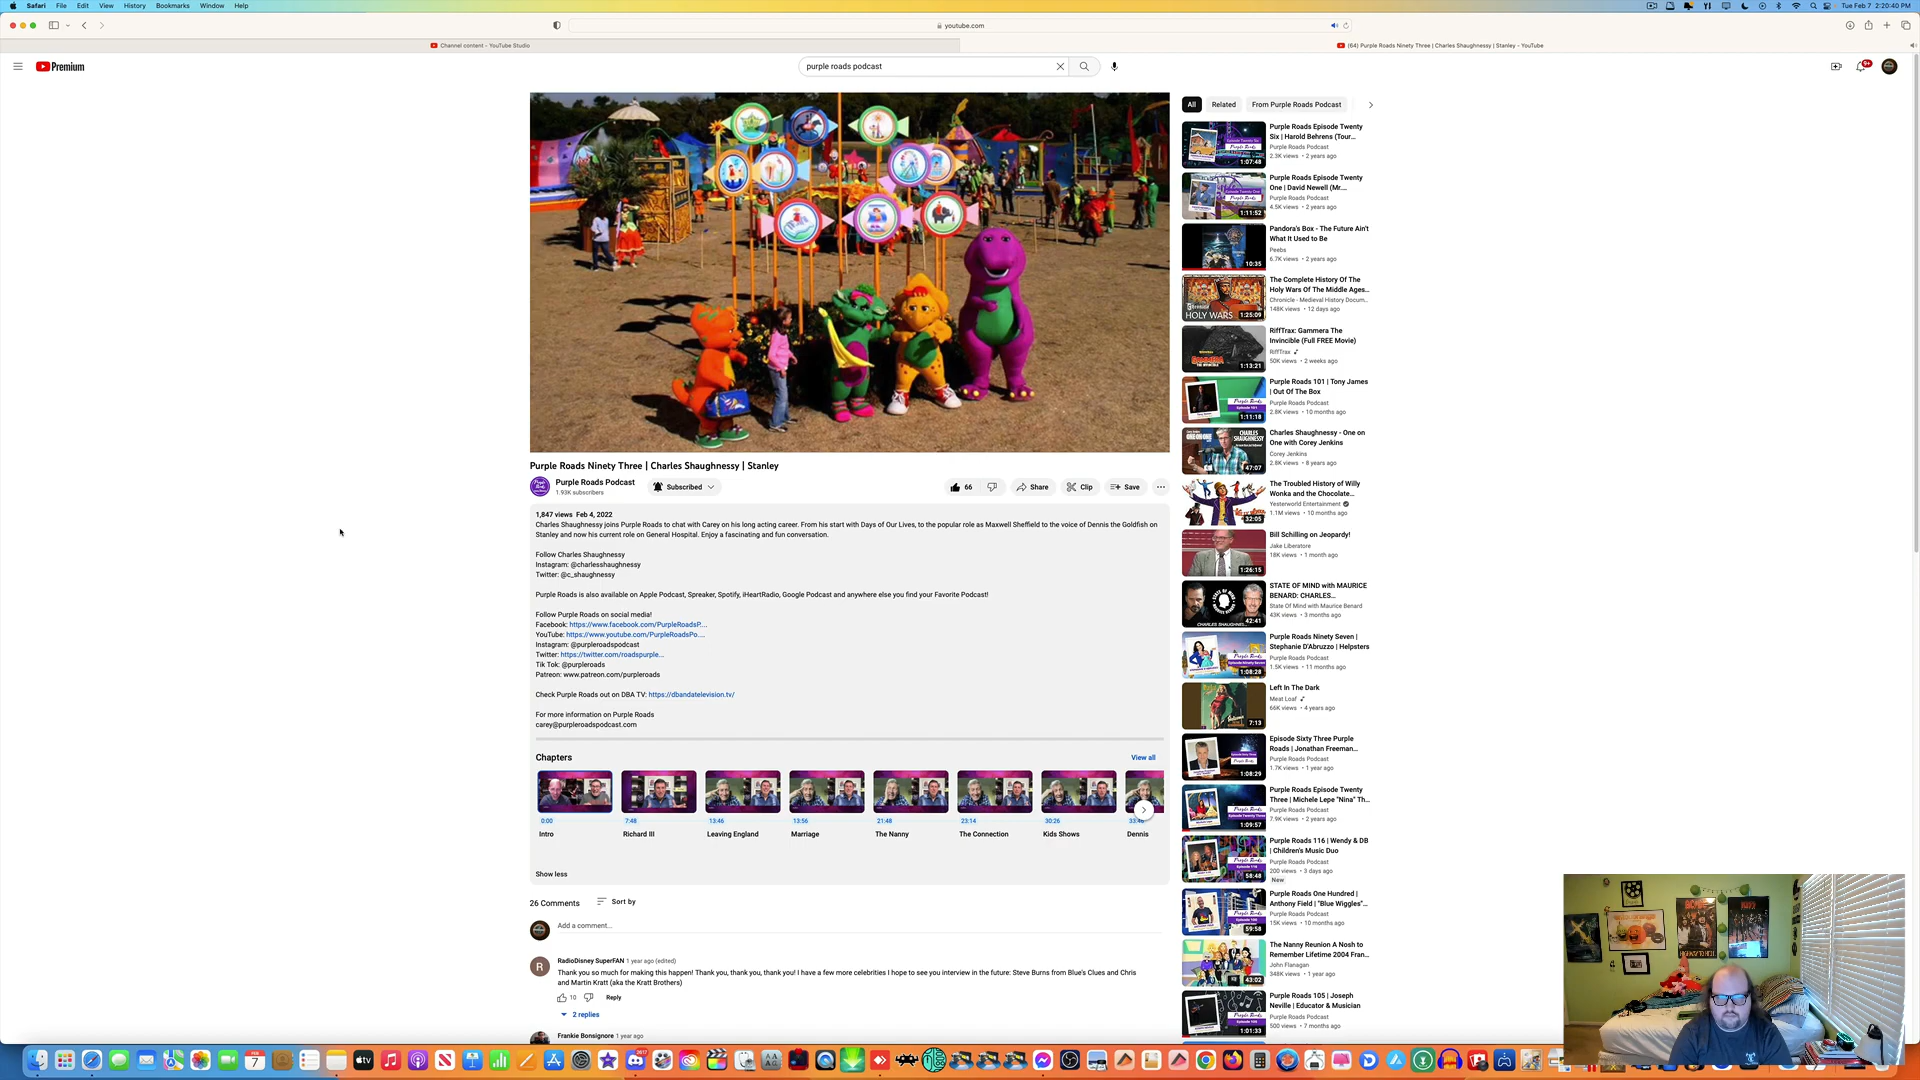 Safari File Edit View History Bookmarks Window Help
Tue Feb 7 2:20:40 PM
youtube.com
Channel content - YouTube Studio
(64) Purple Roads Ninety Three | Charles Shaughnessy | Stanley - YouTube
Premium
purple roads podcast
9+
Purple Roads Ninety Three | Charles Shaughnessy | Stanley
Purple Roads Podcast
1.93K subscribers
Subscribed
66
Share
Clip
Save
1,847 views Feb 4, 2022
Charles Shaughnessy joins Purple Roads to chat with Carey on his long acting career. From his start with Days of Our Lives, to the popular role as Maxwell Sheffield to the voice of Dennis the Goldfish on
Stanley and now his current role on General Hospital. Enjoy a fascinating and fun conversation.
Follow Charles Shaughnessy
Instagram: @charlesshaughnessy
Twitter: @c_shaughnessy
Purple Roads is also available on Apple Podcast, Spreaker, Spotify, iHeartRadio, Google Podcast and anywhere else you find your Favorite Podcast!
Follow Purple Roads on social media!
Facebook: https://www.facebook.com/PurpleRoadsP...
YouTube: https://www.youtube.com/PurpleRoadsPo....
Instagram: @purpleroadspodcast
Twitter: https://twitter.com/roadspurple...
Tik Tok: @purpleroads
Patreon: www.patreon.com/purpleroads
Check Purple Roads out on DBA TV: https://dbandatelevision.tv/
For more information on Purple Roads
carey@purpleroadspodcast.com
Chapters
View all
0:00 7:48 13:46 13:56 21:48 23:14 30:26 33:46
Intro Richard III Leaving England Marriage The Nanny The Connection Kids Shows Dennis
Show less
26 Comments
Sort by
Add a comment...
R
RadioDisney SuperFAN 1 year ago (edited)
Thank you so much for making this happen! Thank you, thank you, thank you! I have a few more celebrities I hope to see you interview in the future: Steve Burns from Blue's Clues and Chris
and Martin Kratt (aka the Kratt Brothers)
10
Reply
2 replies
Frankie Bonsignore 1 year ago
All Related From Purple Roads Podcast
Purple Roads Episode Twenty
Six | Harold Behrens (Tour...
Purple Roads Podcast
2.3K views • 2 years ago
1:07:48
Purple Roads Episode Twenty
One | David Newell (Mr....
Purple Roads Podcast
4.5K views • 2 years ago
1:11:52
Pandora's Box - The Future Ain't
What It Used to Be
Peebs
6.7K views • 2 years ago
10:35
The Complete History Of The
Holy Wars Of The Middle Ages...
Chronicle - Medieval History Docum...
148K views • 12 days ago
HOLY WARS
1:25:09
RiffTrax: Gammera The
Invincible (Full FREE Movie)
RiffTrax
50K views • 2 weeks ago
1:13:21
Purple Roads 101 | Tony James
| Out Of The Box
Purple Roads Podcast
2.8K views • 10 months ago
1:11:18
Charles Shaughnessy - One on
One with Corey Jenkins
Corey Jenkins
2.8K views • 8 years ago
47:07
The Troubled History of Willy
Wonka and the Chocolate...
Yesterworld Entertainment
1.1M views • 10 months ago
32:05
Bill Schilling on Jeopardy!
Jake Liberatore
18K views • 1 month ago
1:26:15
STATE OF MIND with MAURICE
BENARD: CHARLES...
State Of Mind with Maurice Benard
43K views • 3 months ago
42:41
Purple Roads Ninety Seven |
Stephanie D'Abruzzo | Helpsters
Purple Roads Podcast
1.5K views • 11 months ago
1:08:28
Left In The Dark
Meat Loaf
66K views • 4 years ago
7:13
Episode Sixty Three Purple
Roads | Jonathan Freeman...
Purple Roads Podcast
1.7K views • 1 year ago
1:08:29
Purple Roads Episode Twenty
Three | Michele Lepe "Nina" Th...
Purple Roads Podcast
7.9K views • 2 years ago
1:09:57
Purple Roads 116 | Wendy & DB
| Children's Music Duo
Purple Roads Podcast
200 views • 3 days ago
New
58:48
Purple Roads One Hundred |
Anthony Field | "Blue Wiggles"...
Purple Roads Podcast
15K views • 10 months ago
59:58
The Nanny Reunion A Nosh to
Remember Lifetime 2004 Fran...
John Flanagan
348K views • 1 year ago
43:02
Purple Roads 105 | Joseph
Neville | Educator & Musician
Purple Roads Podcast
500 views • 7 months ago
1:01:33